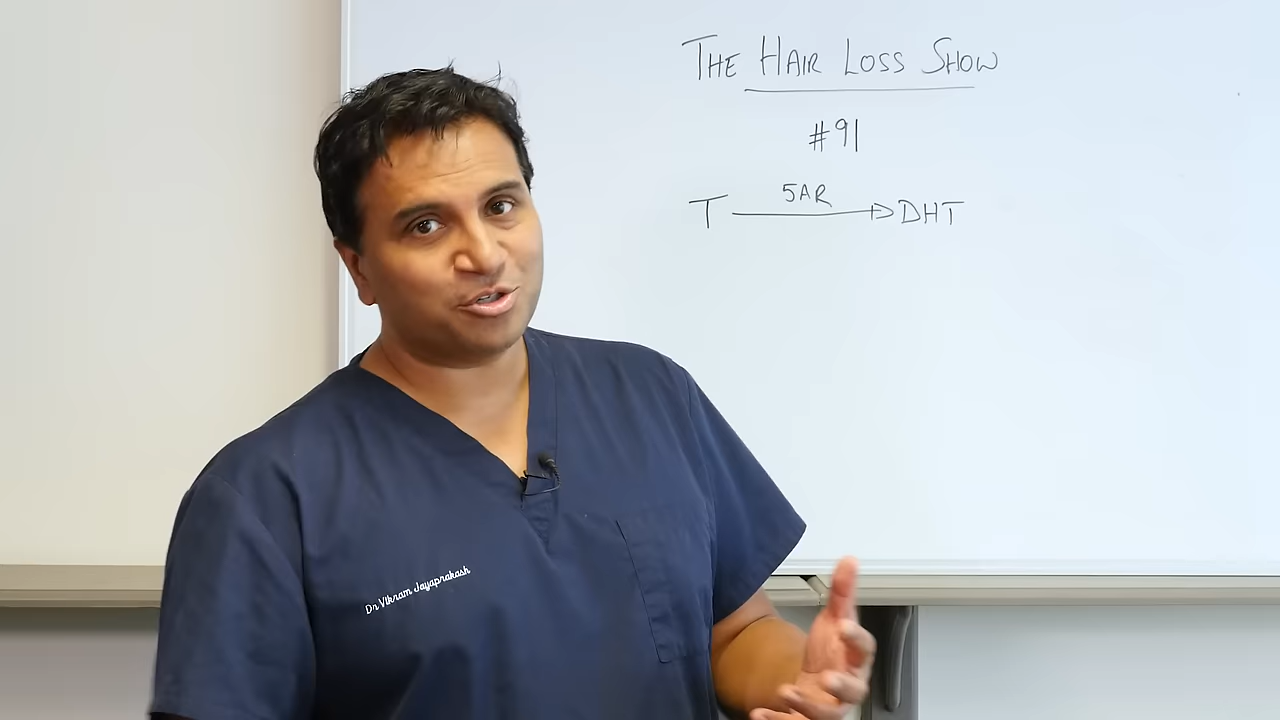 THE HAIR LOSS SHOW
#91
5AR
T → DHT
Dr Vikram Jayaprakash